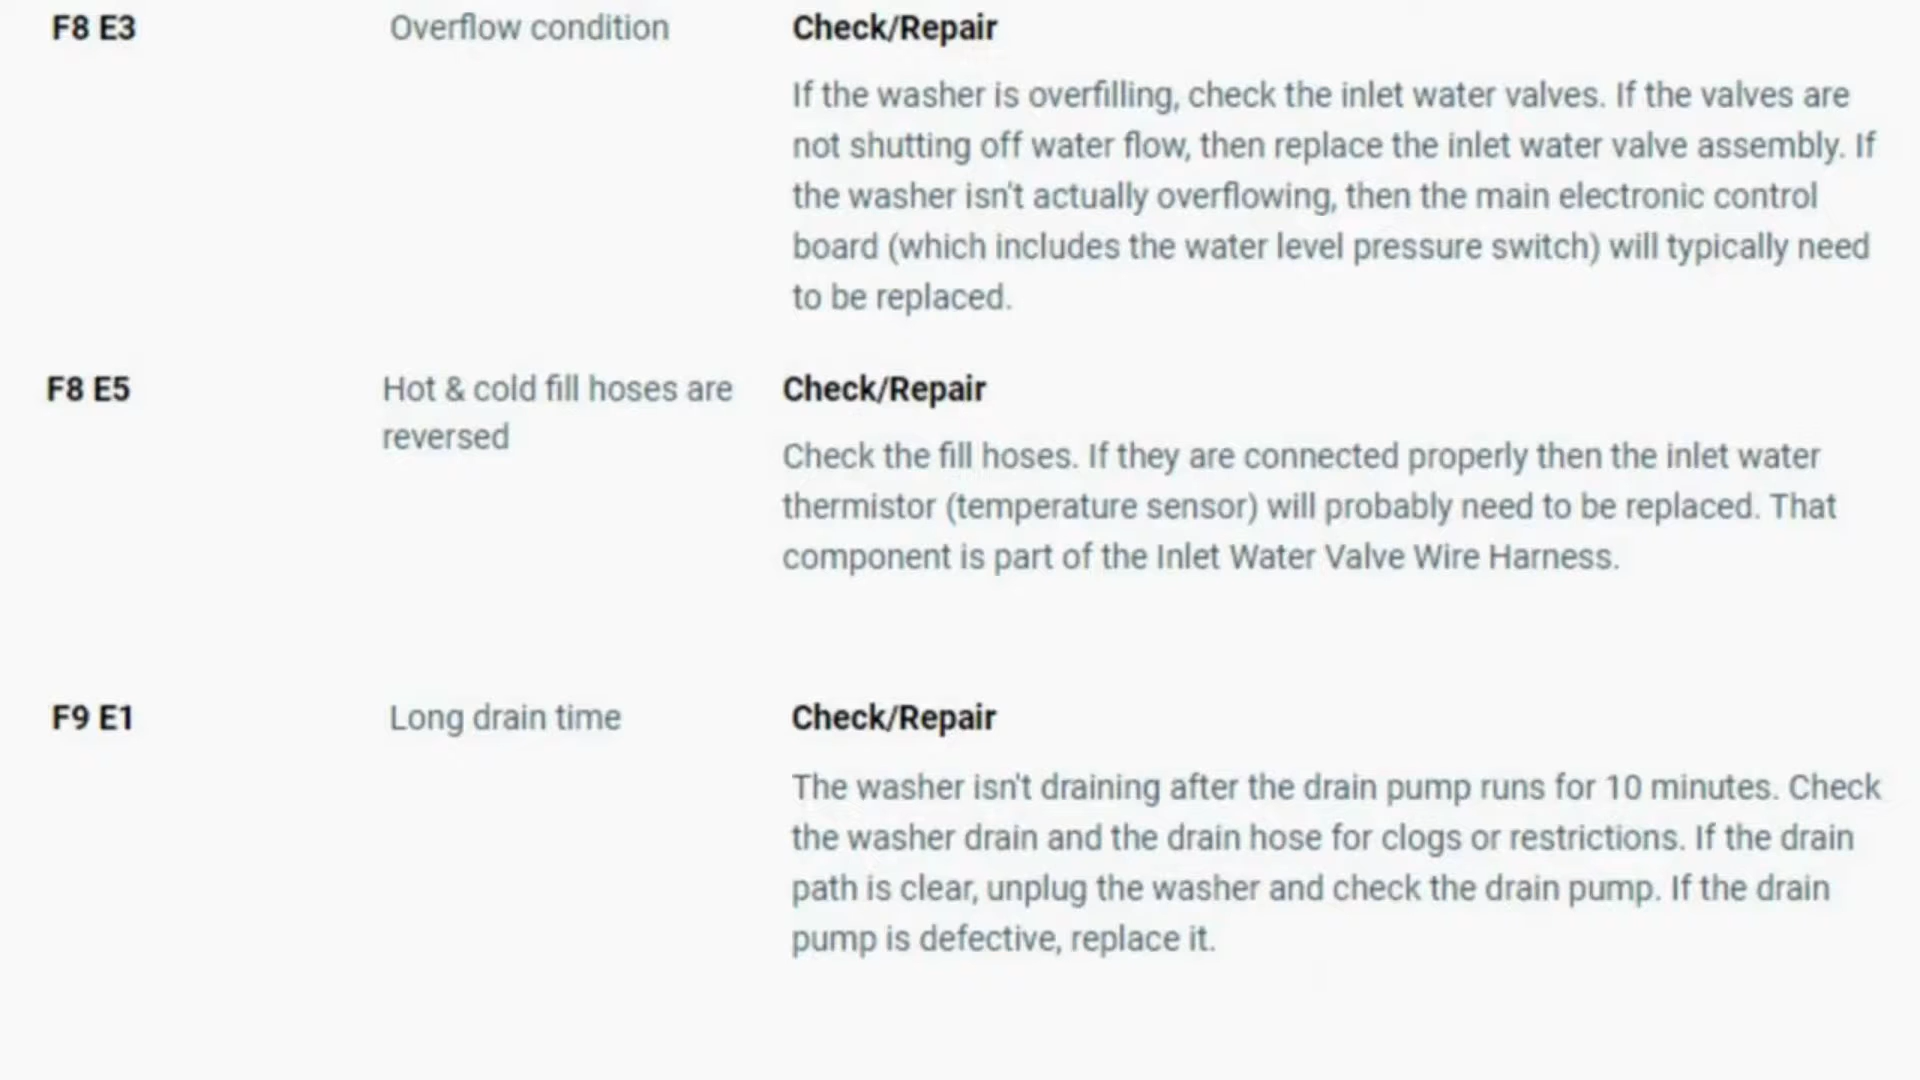 F8 E3
Overflow condition
Check/Repair
If the washer is overfilling, check the inlet water valves. If the valves are
not shutting off water flow, then replace the inlet water valve assembly. If
the washer isn't actually overflowing, then the main electronic control
board (which includes the water level pressure switch) will typically need
to be replaced.
F8 E5
Hot & cold fill hoses are
reversed
Check/Repair
Check the fill hoses. If they are connected properly then the inlet water
thermistor (temperature sensor) will probably need to be replaced. That
component is part of the Inlet Water Valve Wire Harness.
F9 E1
Long drain time
Check/Repair
The washer isn't draining after the drain pump runs for 10 minutes. Check
the washer drain and the drain hose for clogs or restrictions. If the drain
path is clear, unplug the washer and check the drain pump. If the drain
pump is defective, replace it.